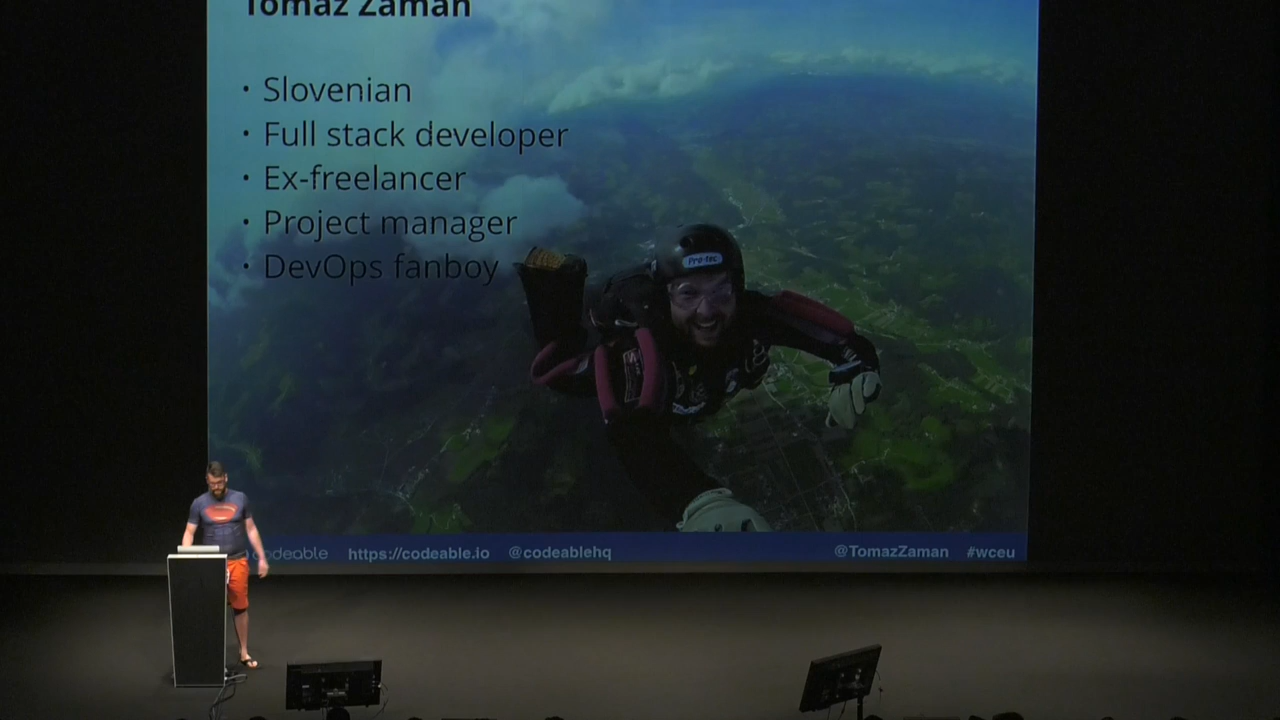 Tomaz Zaman
• Slovenian
• Full stack developer
• Ex-freelancer
• Project manager
• DevOps fanboy
Pro-tec
codeable https://codeable.io @codeablehq @TomazZaman #wceu